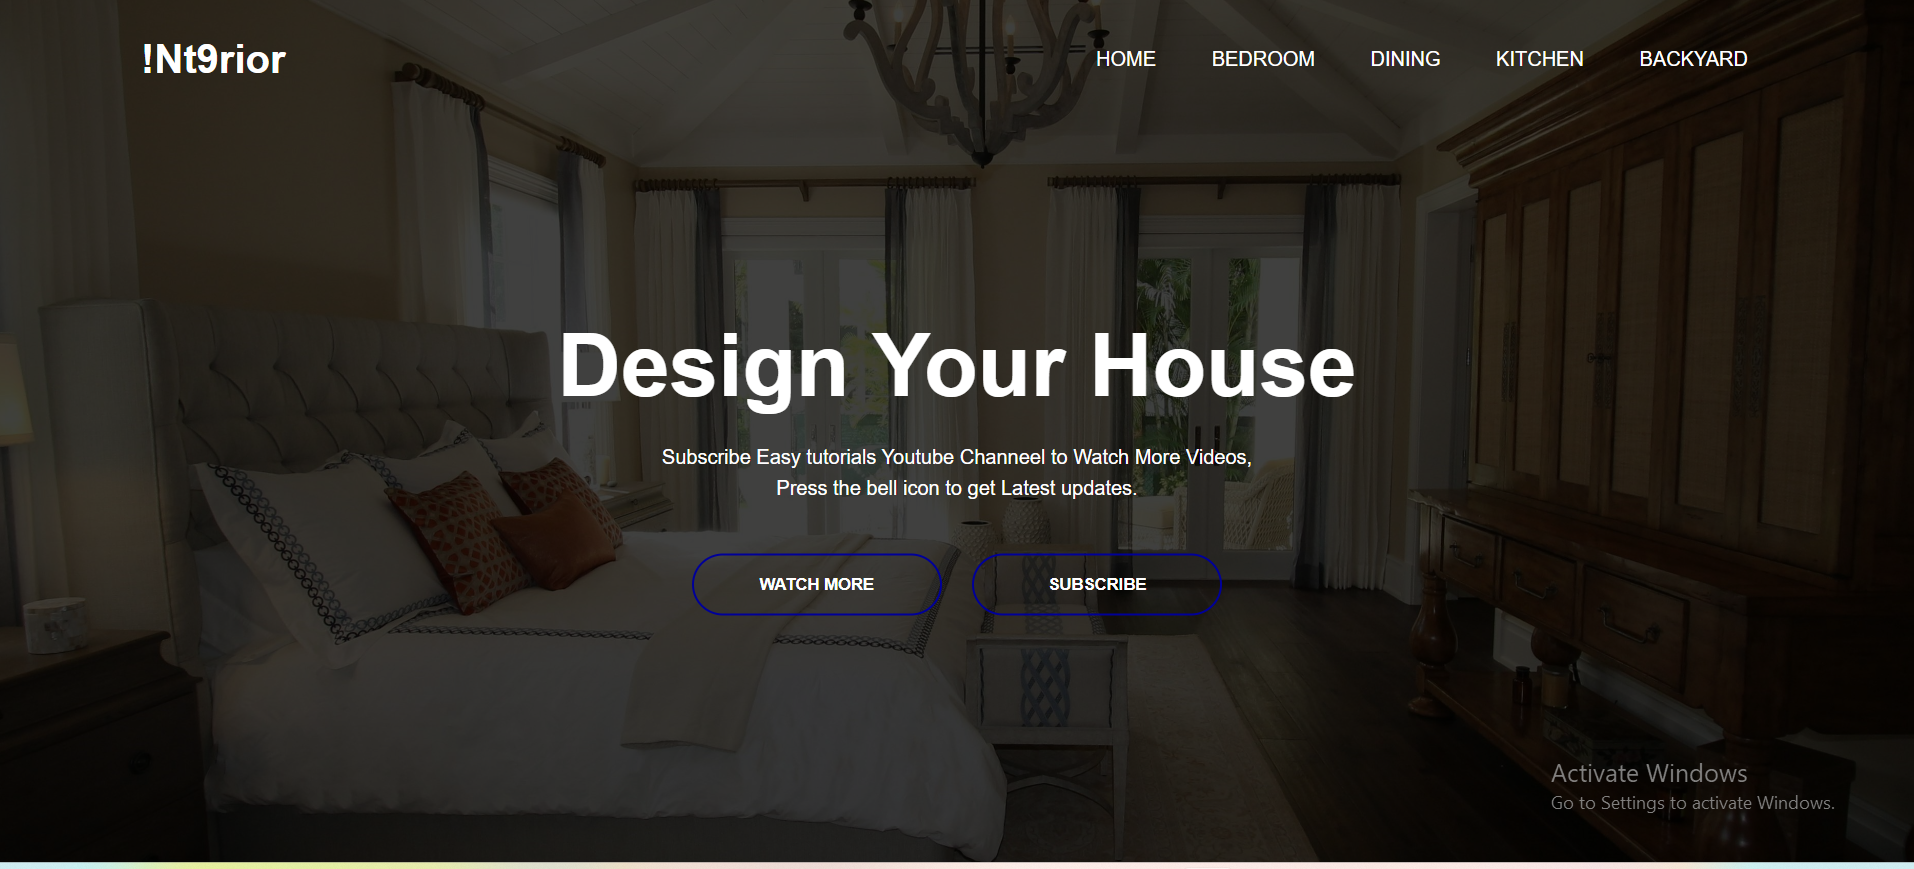 !Nt9rior
HOME BEDROOM DINING KITCHEN BACKYARD
Design Your House
Subscribe Easy tutorials Youtube Channeel to Watch More Videos,
Press the bell icon to get Latest updates.
WATCH MORE SUBSCRIBE
Activate Windows
Go to Settings to activate Windows.